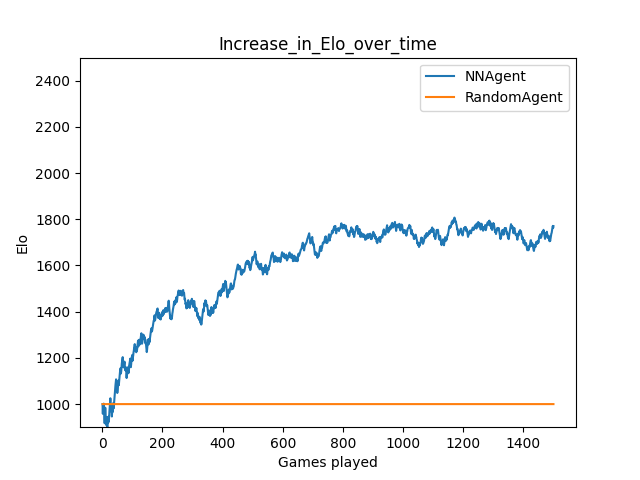 Increase_in_Elo_over_time
NNAgent
RandomAgent
2400
2200
2000
1800
1600
1400
1200
1000
Elo
0 200 400 600 800 1000 1200 1400
Games played